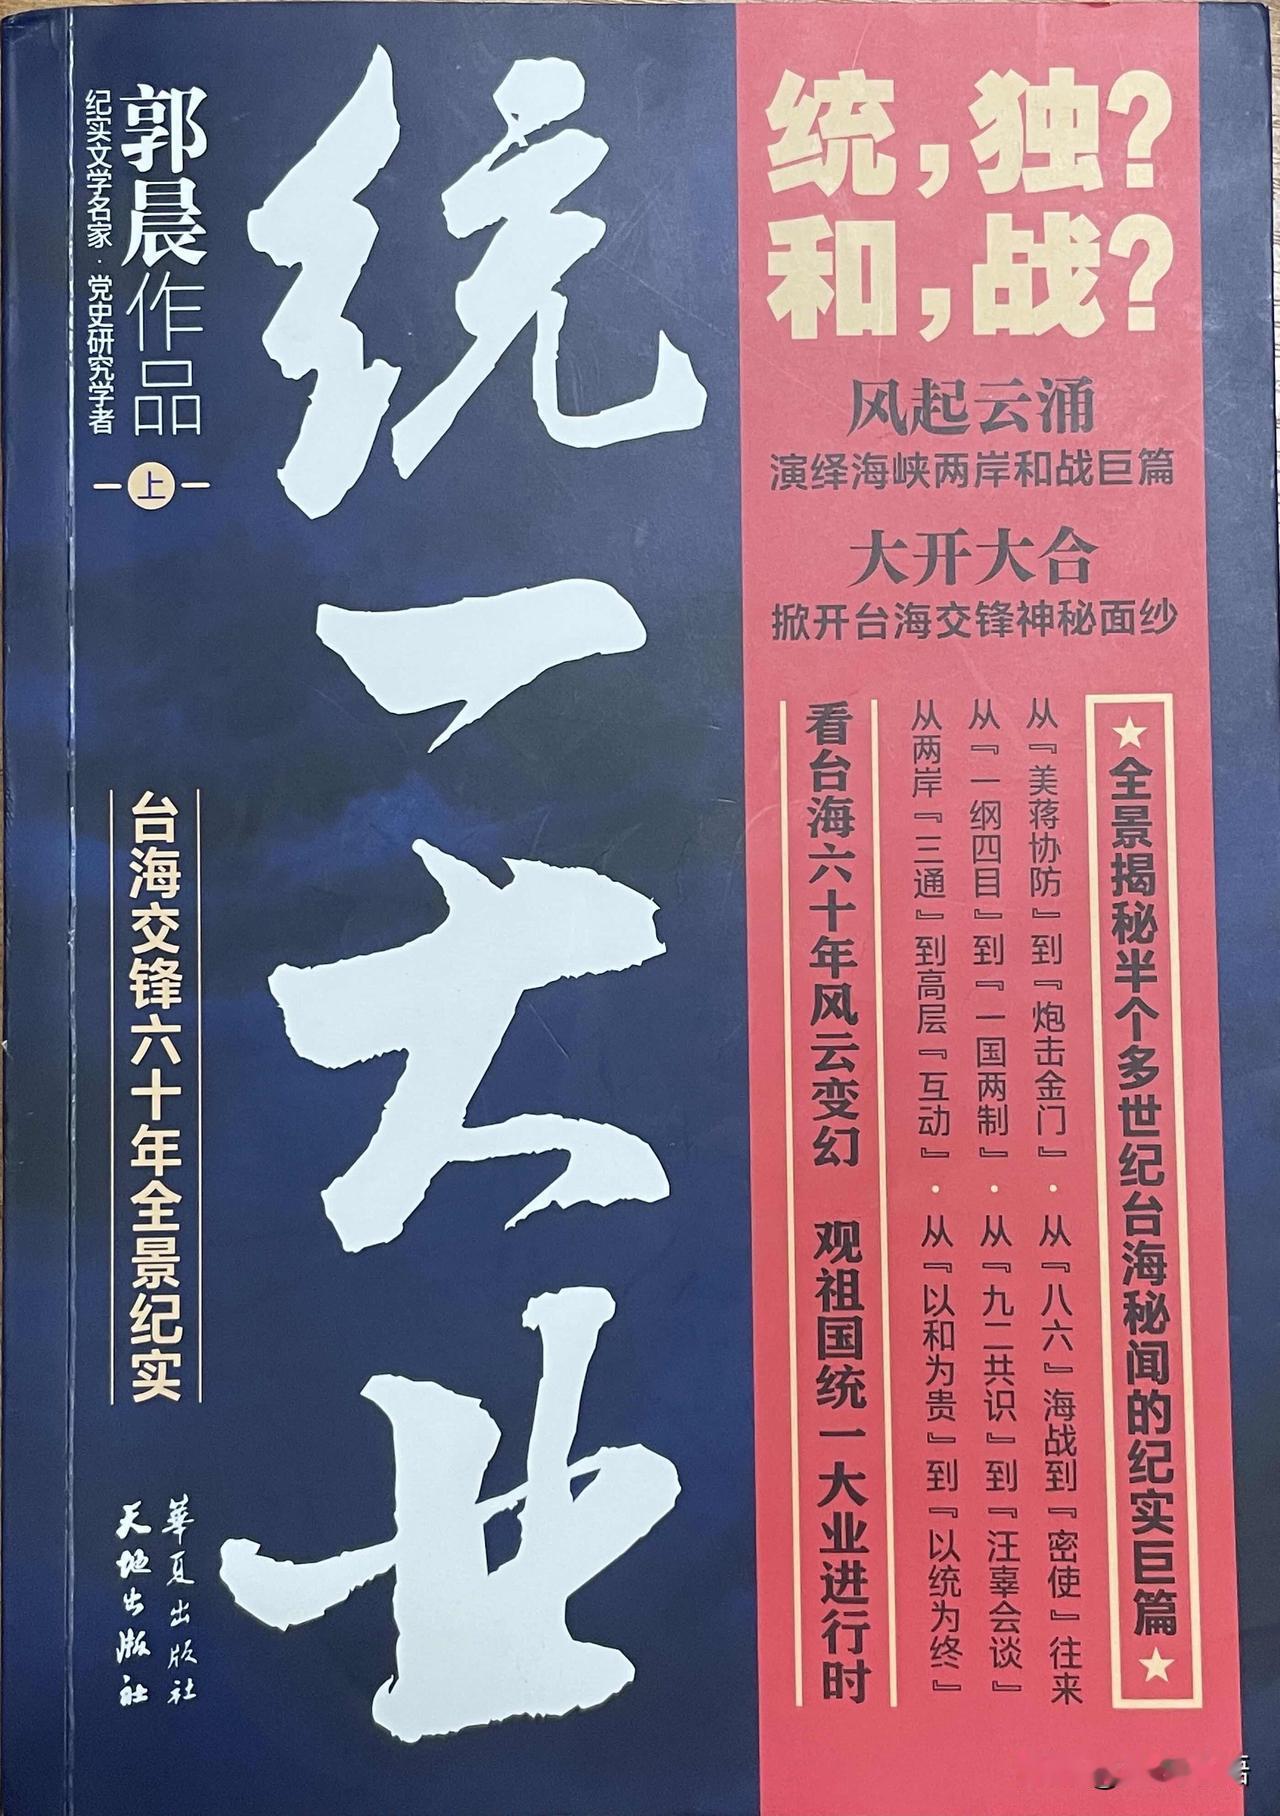 统，独？
和，战？
风起云涌
演绎海峡两岸和战巨篇
大开大合
掀开台海交锋神秘面纱
★全景揭秘半个多世纪台海秘闻的纪实巨篇★
从『美蒋协防』到『炮击金门』·从『八六』海战到『密使』往来
从『一纲四目』到『一国两制』·从『九二共识』到『汪辜会谈』
从两岸『三通』到高层『互动』·从『以和为贵』到『以统为终』
看台海六十年风云变幻 观祖国统一大业进行时
统一大业
郭晨作品
上
纪实文学名家·党史研究学者
台海交锋六十年全景纪实
華夏出版社
天地出版社